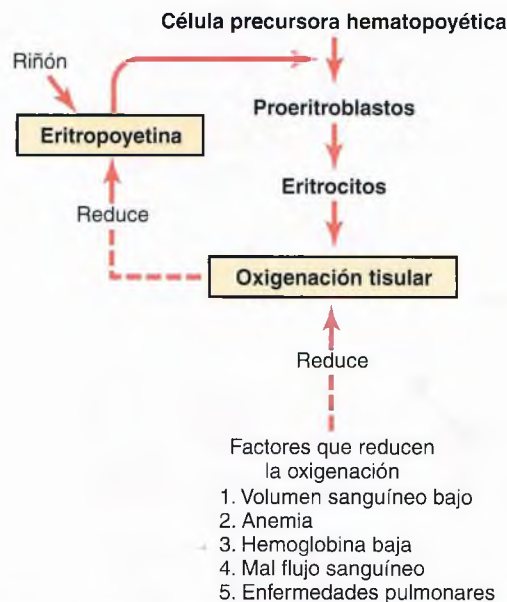 Célula precursora hematopoyética
Riñón
Proeritroblastos
Eritropoyetina
Eritrocitos
Reduce
Oxigenación tisular
Reduce
Factores que reducen
la oxigenación
1. Volumen sanguíneo bajo
2. Anemia
3. Hemoglobina baja
4. Mal flujo sanguíneo
5. Enfermedades pulmonares